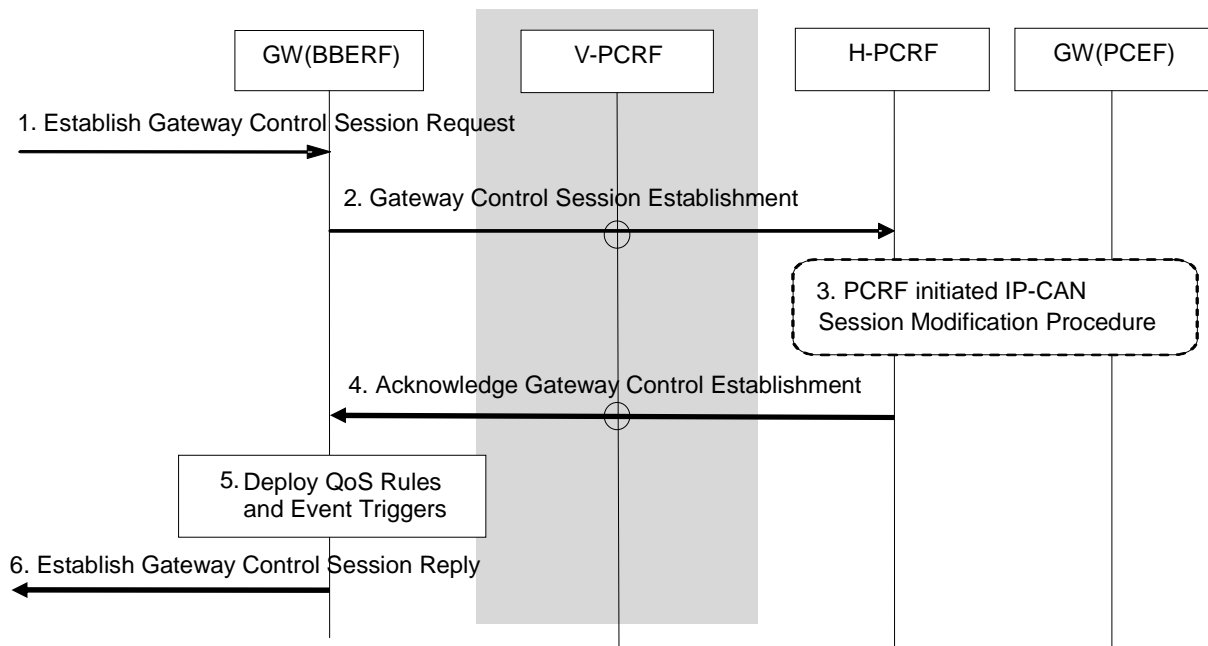 GW(BBERF)
V-PCRF
H-PCRF
GW(PCEF)
1. Establish Gateway Control Session Request
2. Gateway Control Session Establishment
3. PCRF initiated IP-CAN
Session Modification Procedure
4. Acknowledge Gateway Control Establishment
5. Deploy QoS Rules
and Event Triggers
6. Establish Gateway Control Session Reply